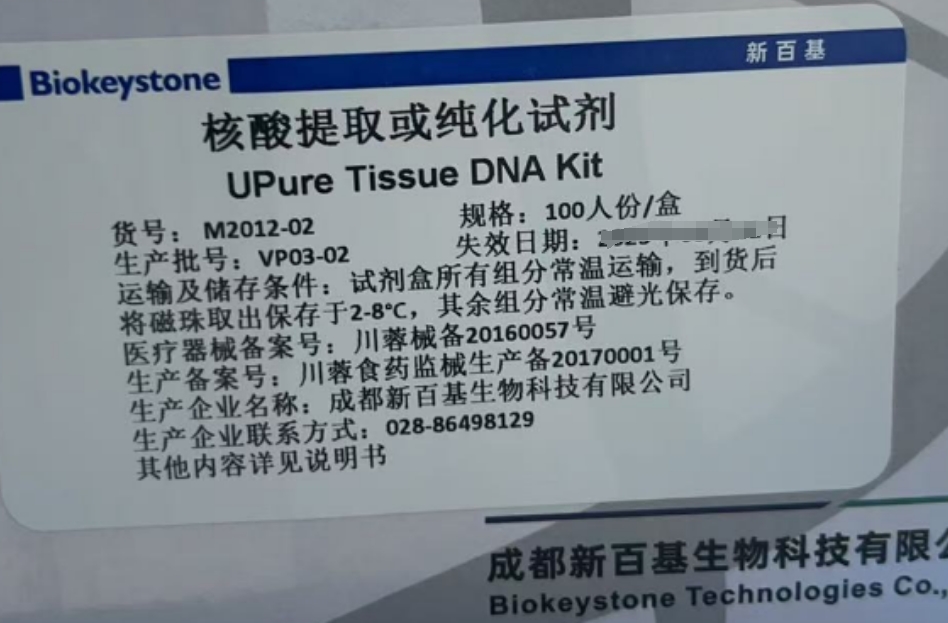 Biokeystone
新百基
核酸提取或纯化试剂
UPure Tissue DNA Kit
货号：M2012-02
规格：100人份/盒
生产批号：VP03-02
失效日期：
日
运输及储存条件：试剂盒所有组分常温运输，到货后
将磁珠取出保存于2-8℃，其余组分常温避光保存。
医疗器械备案号：川蓉械备20160057号
生产备案号：川蓉食药监械生产备20170001号
生产企业名称：成都新百基生物科技有限公司
生产企业联系方式：028-86498129
其他内容详见说明书
成都新百基生物科技有限
Biokeystone Technologies Co.,